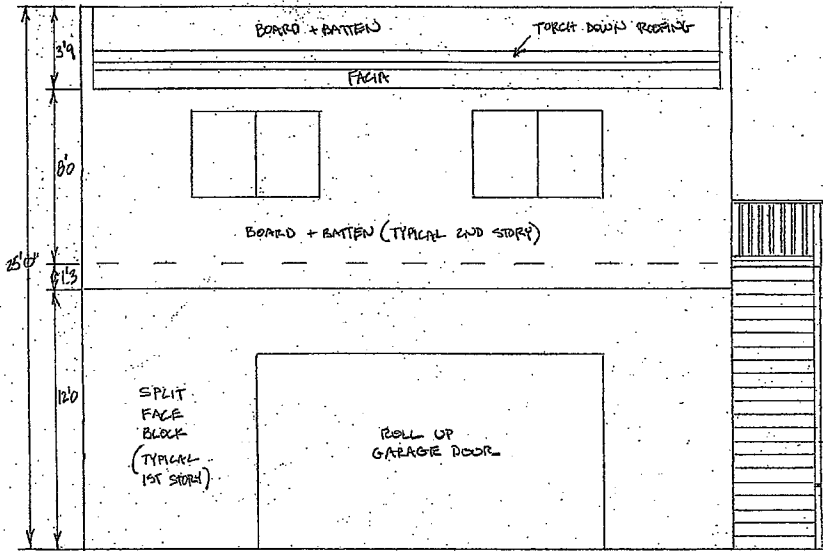 BOARD + BATTEN
TORCH DOWN ROOFING
3'9
FACIA
8'0
BOARD + BATTEN (TYPICAL 2ND STORY)
25'0"
1'3
12'0
SPLIT
FACE
BLOCK
(TYPICAL
1ST STORY)
ROLL UP
GARAGE DOOR